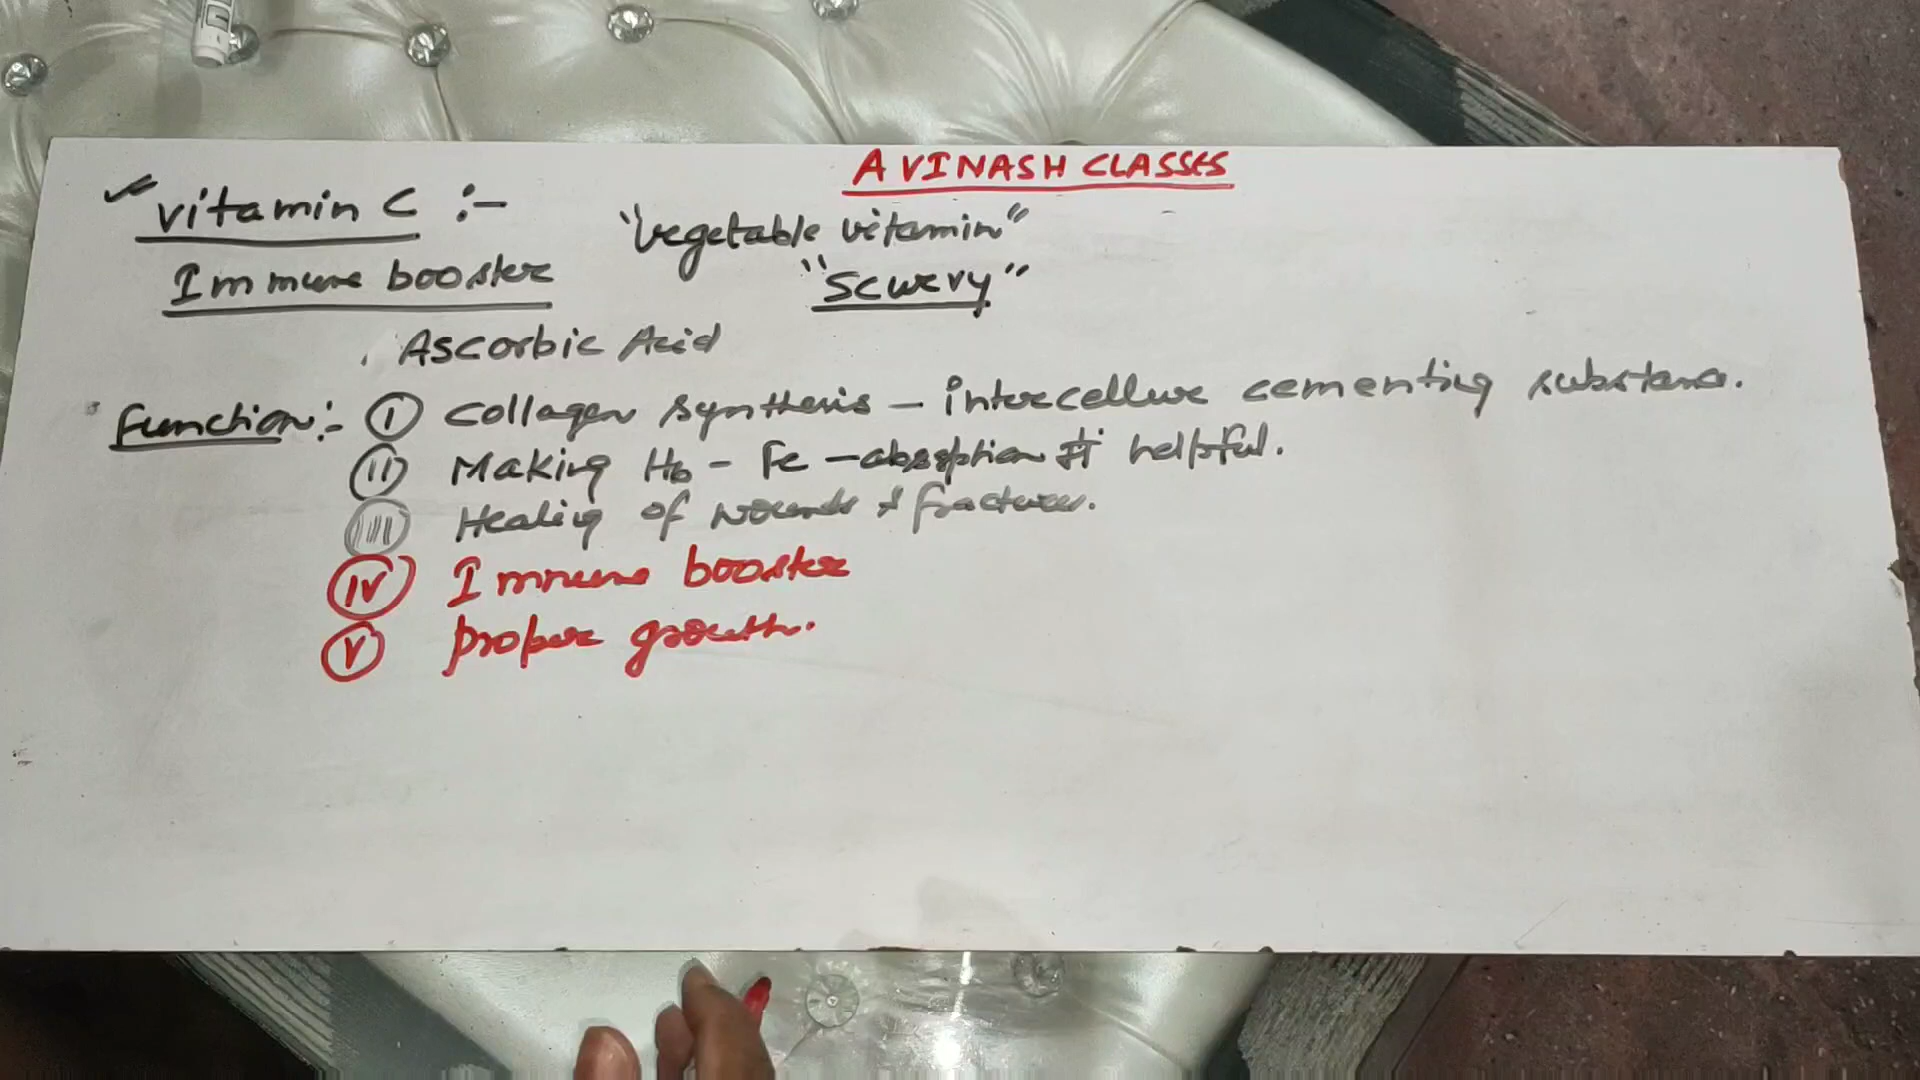 AVINASH CLASSES
Vitamin C :-
"Vegetable vitamin"
Immune booster
"Scurvy"
Ascorbic Acid
Function:- (I) Collagen synthesis - intercellure cementing substance.
(II) Making Hb - Fe - absorption में helpful.
(III) Healing of wounds & fractures.
(IV) Immune booster
(V) Proper growth.